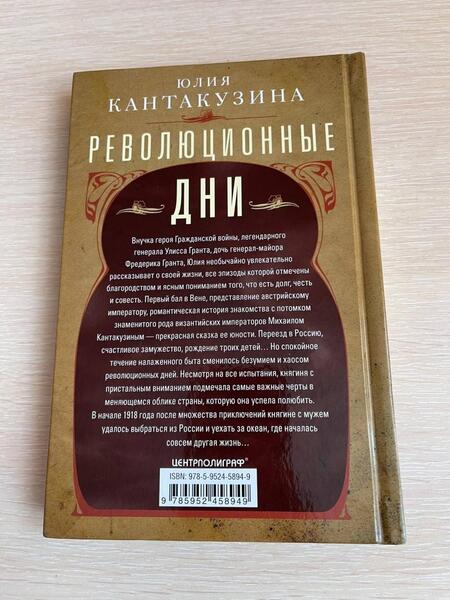 ЮЛИЯ
КАНТАКУЗИНА
РЕВОЛЮЦИОННЫЕ
ДНИ
Внучка героя Гражданской войны, легендарного
генерала Улисса Гранта, дочь генерал-майора
Фредерика Гранта, Юлия необычайно увлекательно
рассказывает о своей жизни, все эпизоды которой отмечены
благородством и ясным пониманием того, что есть долг, честь
и совесть. Первый бал в Вене, представление австрийскому
императору, романтическая история знакомства с потомком
знаменитого рода византийских императоров Михаилом
Кантакузиным — прекрасная сказка ее юности. Переезд в Россию,
счастливое замужество, рождение троих детей... Но спокойное
течение налаженного быта сменилось безумием и хаосом
революционных дней. Несмотря на все испытания, княгиня с
пристальным вниманием подмечала самые важные черты в
меняющемся облике страны, которую она успела полюбить.
В начале 1918 года после множества приключений княгине с мужем
удалось выбраться из России и уехать за океан, где началась
совсем другая жизнь...
ЦЕНТРПОЛИГРАФ®
ISBN: 978-5-9524-5894-9
9 785952 458949